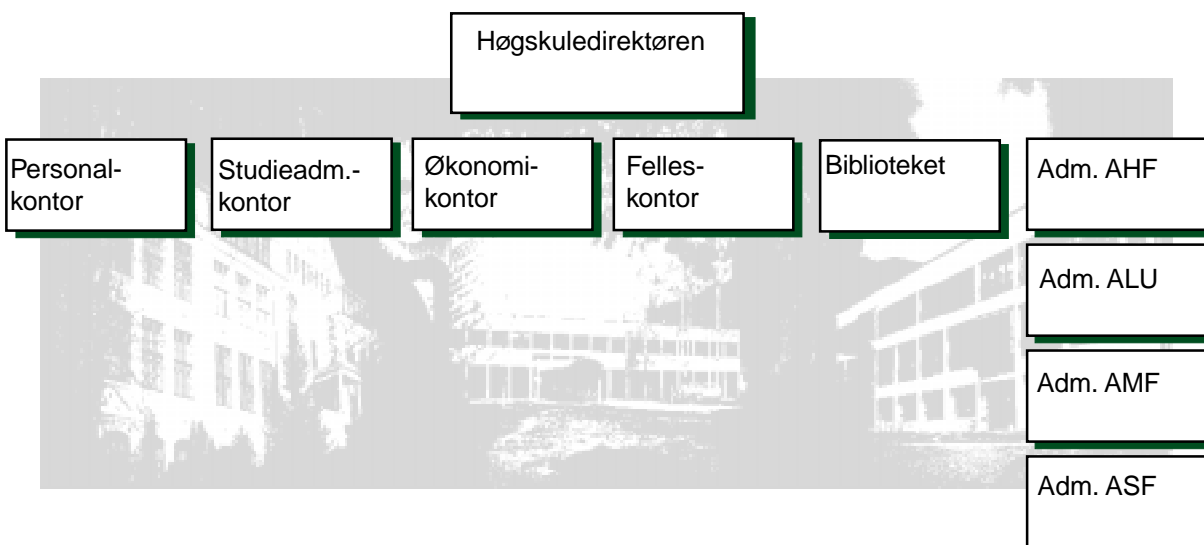 Høgskuledirektøren
Personal-
kontor
Studieadm.-
kontor
Økonomi-
kontor
Felles-
kontor
Biblioteket
Adm. AHF
Adm. ALU
Adm. AMF
Adm. ASF